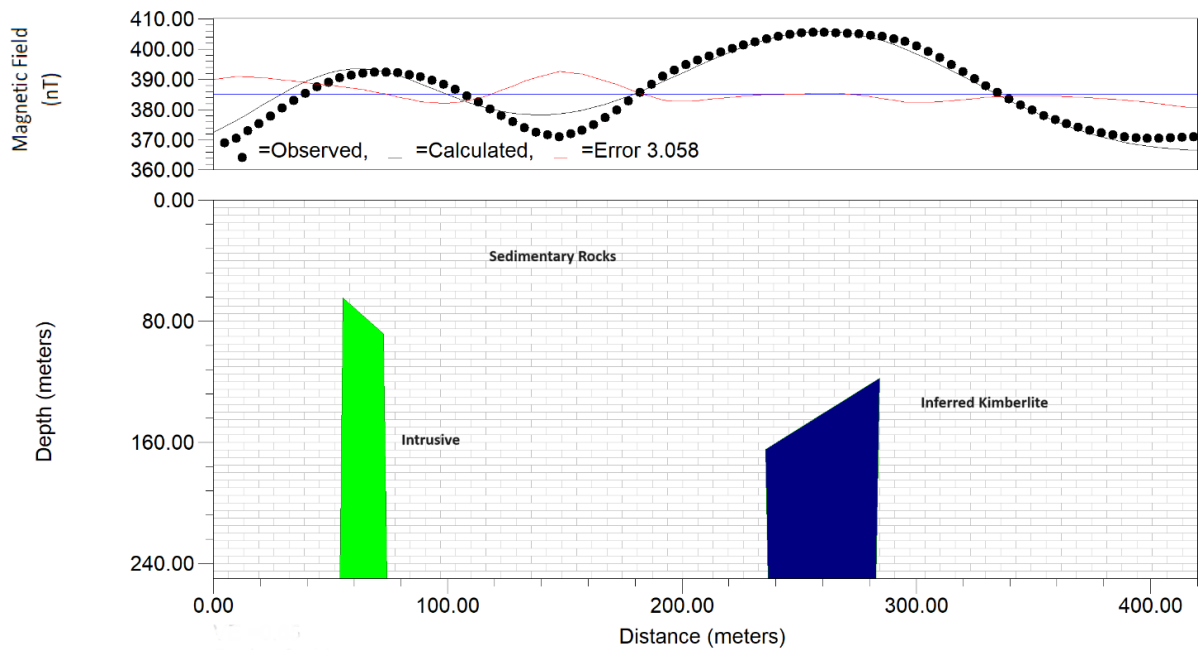 410.00
400.00
390.00
380.00
370.00
360.00
Magnetic Field
(nT)
=Observed, =Calculated, =Error 3.058
0.00
80.00
160.00
240.00
Depth (meters)
Sedimentary Rocks
Intrusive
Inferred Kimberlite
0.00 100.00 200.00 300.00 400.00
Distance (meters)